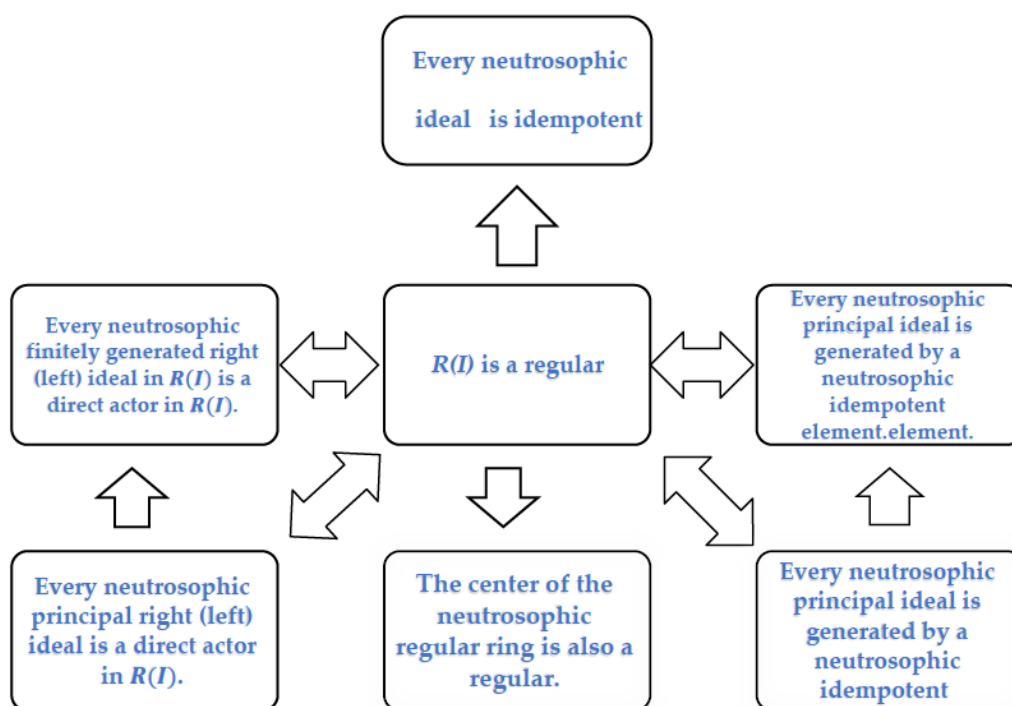 Every neutrosophic
ideal is idempotent
Every neutrosophic
finitely generated right
(left) ideal in R(I) is a
direct actor in R(I).
R(I) is a regular
Every neutrosophic
principal ideal is
generated by a
neutrosophic
idempotent
element.element.
Every neutrosophic
principal right (left)
ideal is a direct actor
in R(I).
The center of the
neutrosophic
regular ring is also a
regular.
Every neutrosophic
principal ideal is
generated by a
neutrosophic
idempotent